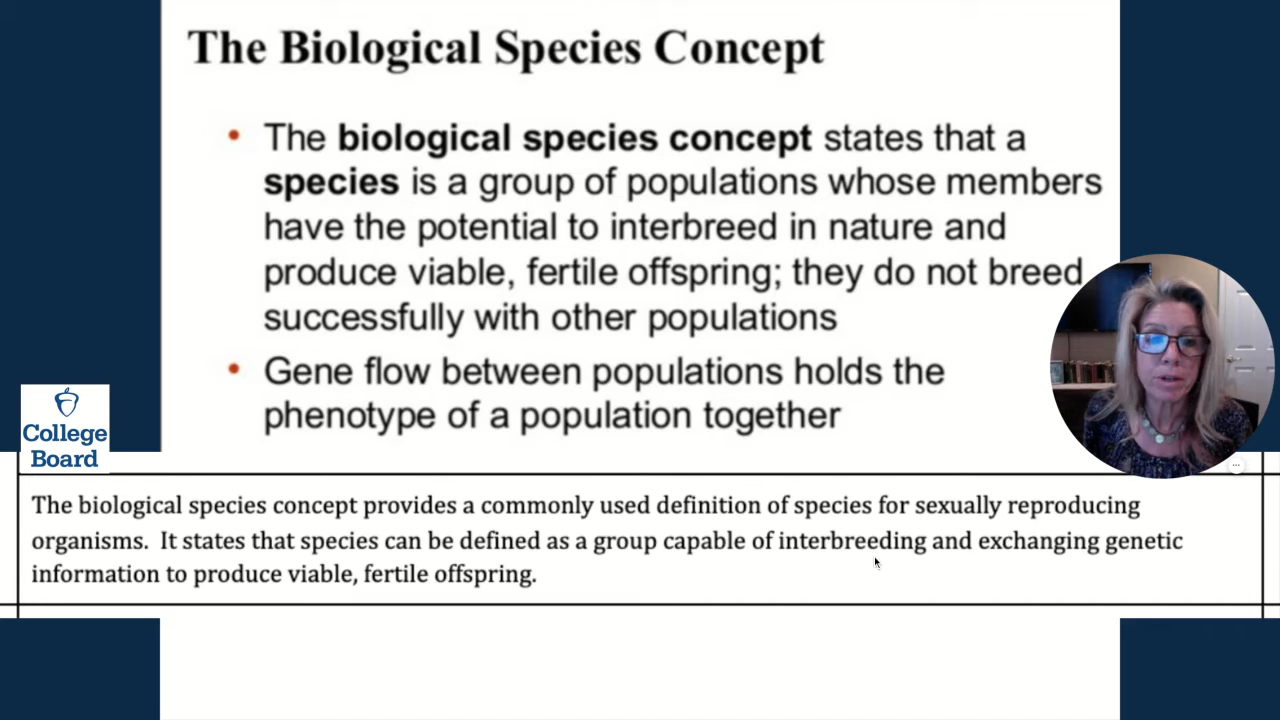 The Biological Species Concept
• The biological species concept states that a
species is a group of populations whose members
have the potential to interbreed in nature and
produce viable, fertile offspring; they do not breed
successfully with other populations
• Gene flow between populations holds the
phenotype of a population together
College
Board
The biological species concept provides a commonly used definition of species for sexually reproducing
organisms. It states that species can be defined as a group capable of interbreeding and exchanging genetic
information to produce viable, fertile offspring.